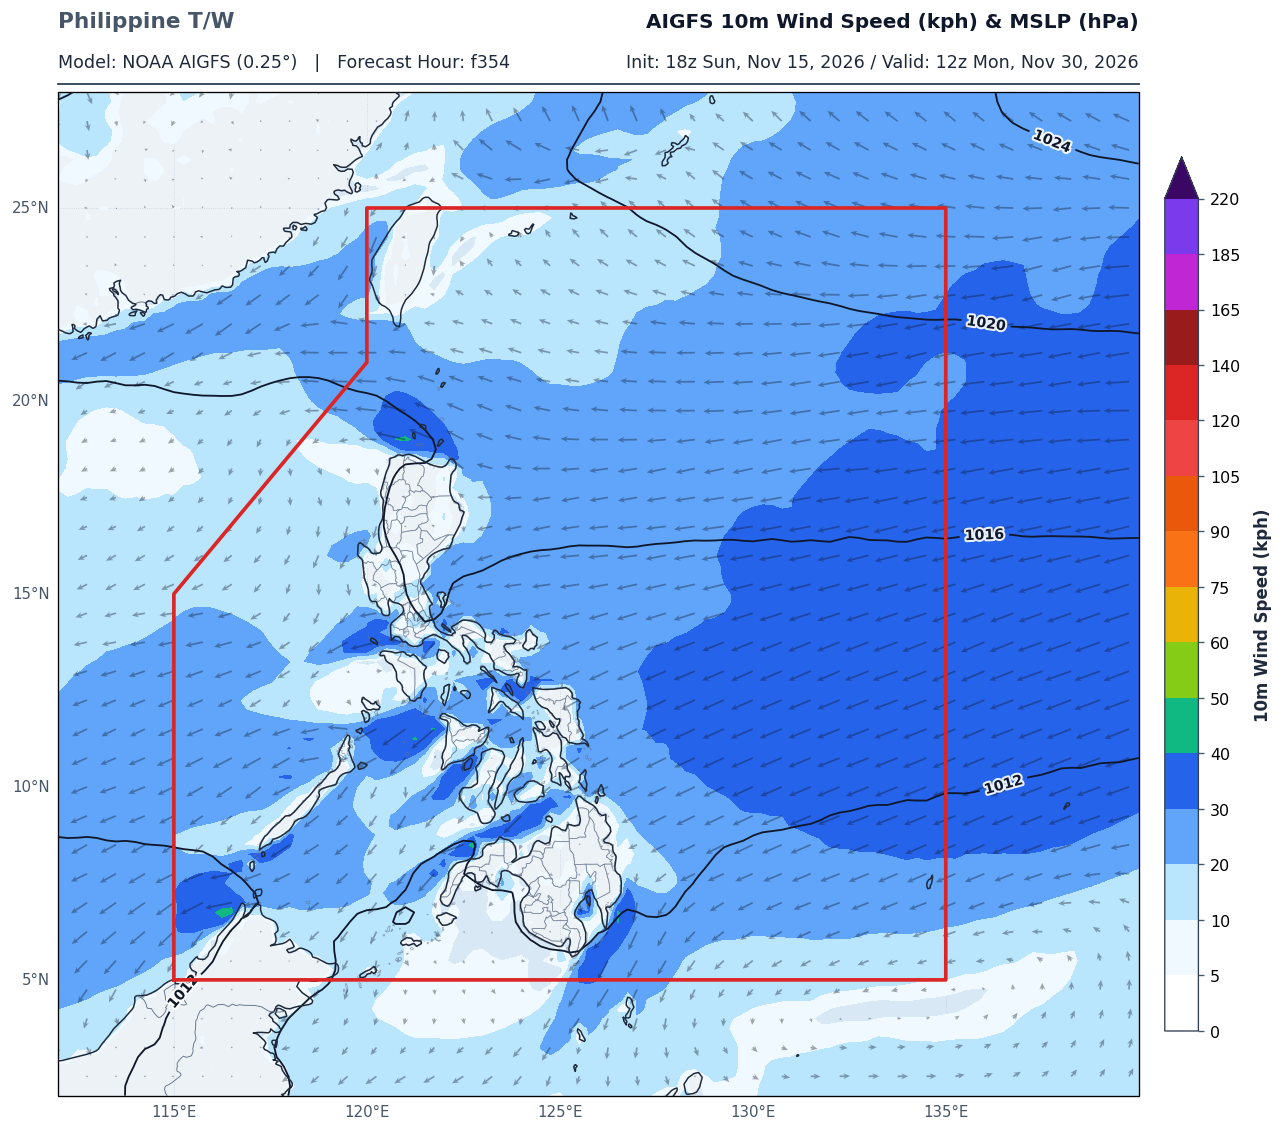 Philippine T/W
AIGFS 10m Wind Speed (kph) & MSLP (hPa)
Model: NOAA AIGFS (0.25°)   |   Forecast Hour: f354
Init: 18z Sun, Nov 15, 2026 / Valid: 12z Mon, Nov 30, 2026
1024
25°N
1020
20°N
1016
15°N
1012
10°N
5°N
1012
115°E
120°E
125°E
130°E
135°E
220
185
165
140
120
105
90
75
60
50
40
30
20
10
5
0
10m Wind Speed (kph)